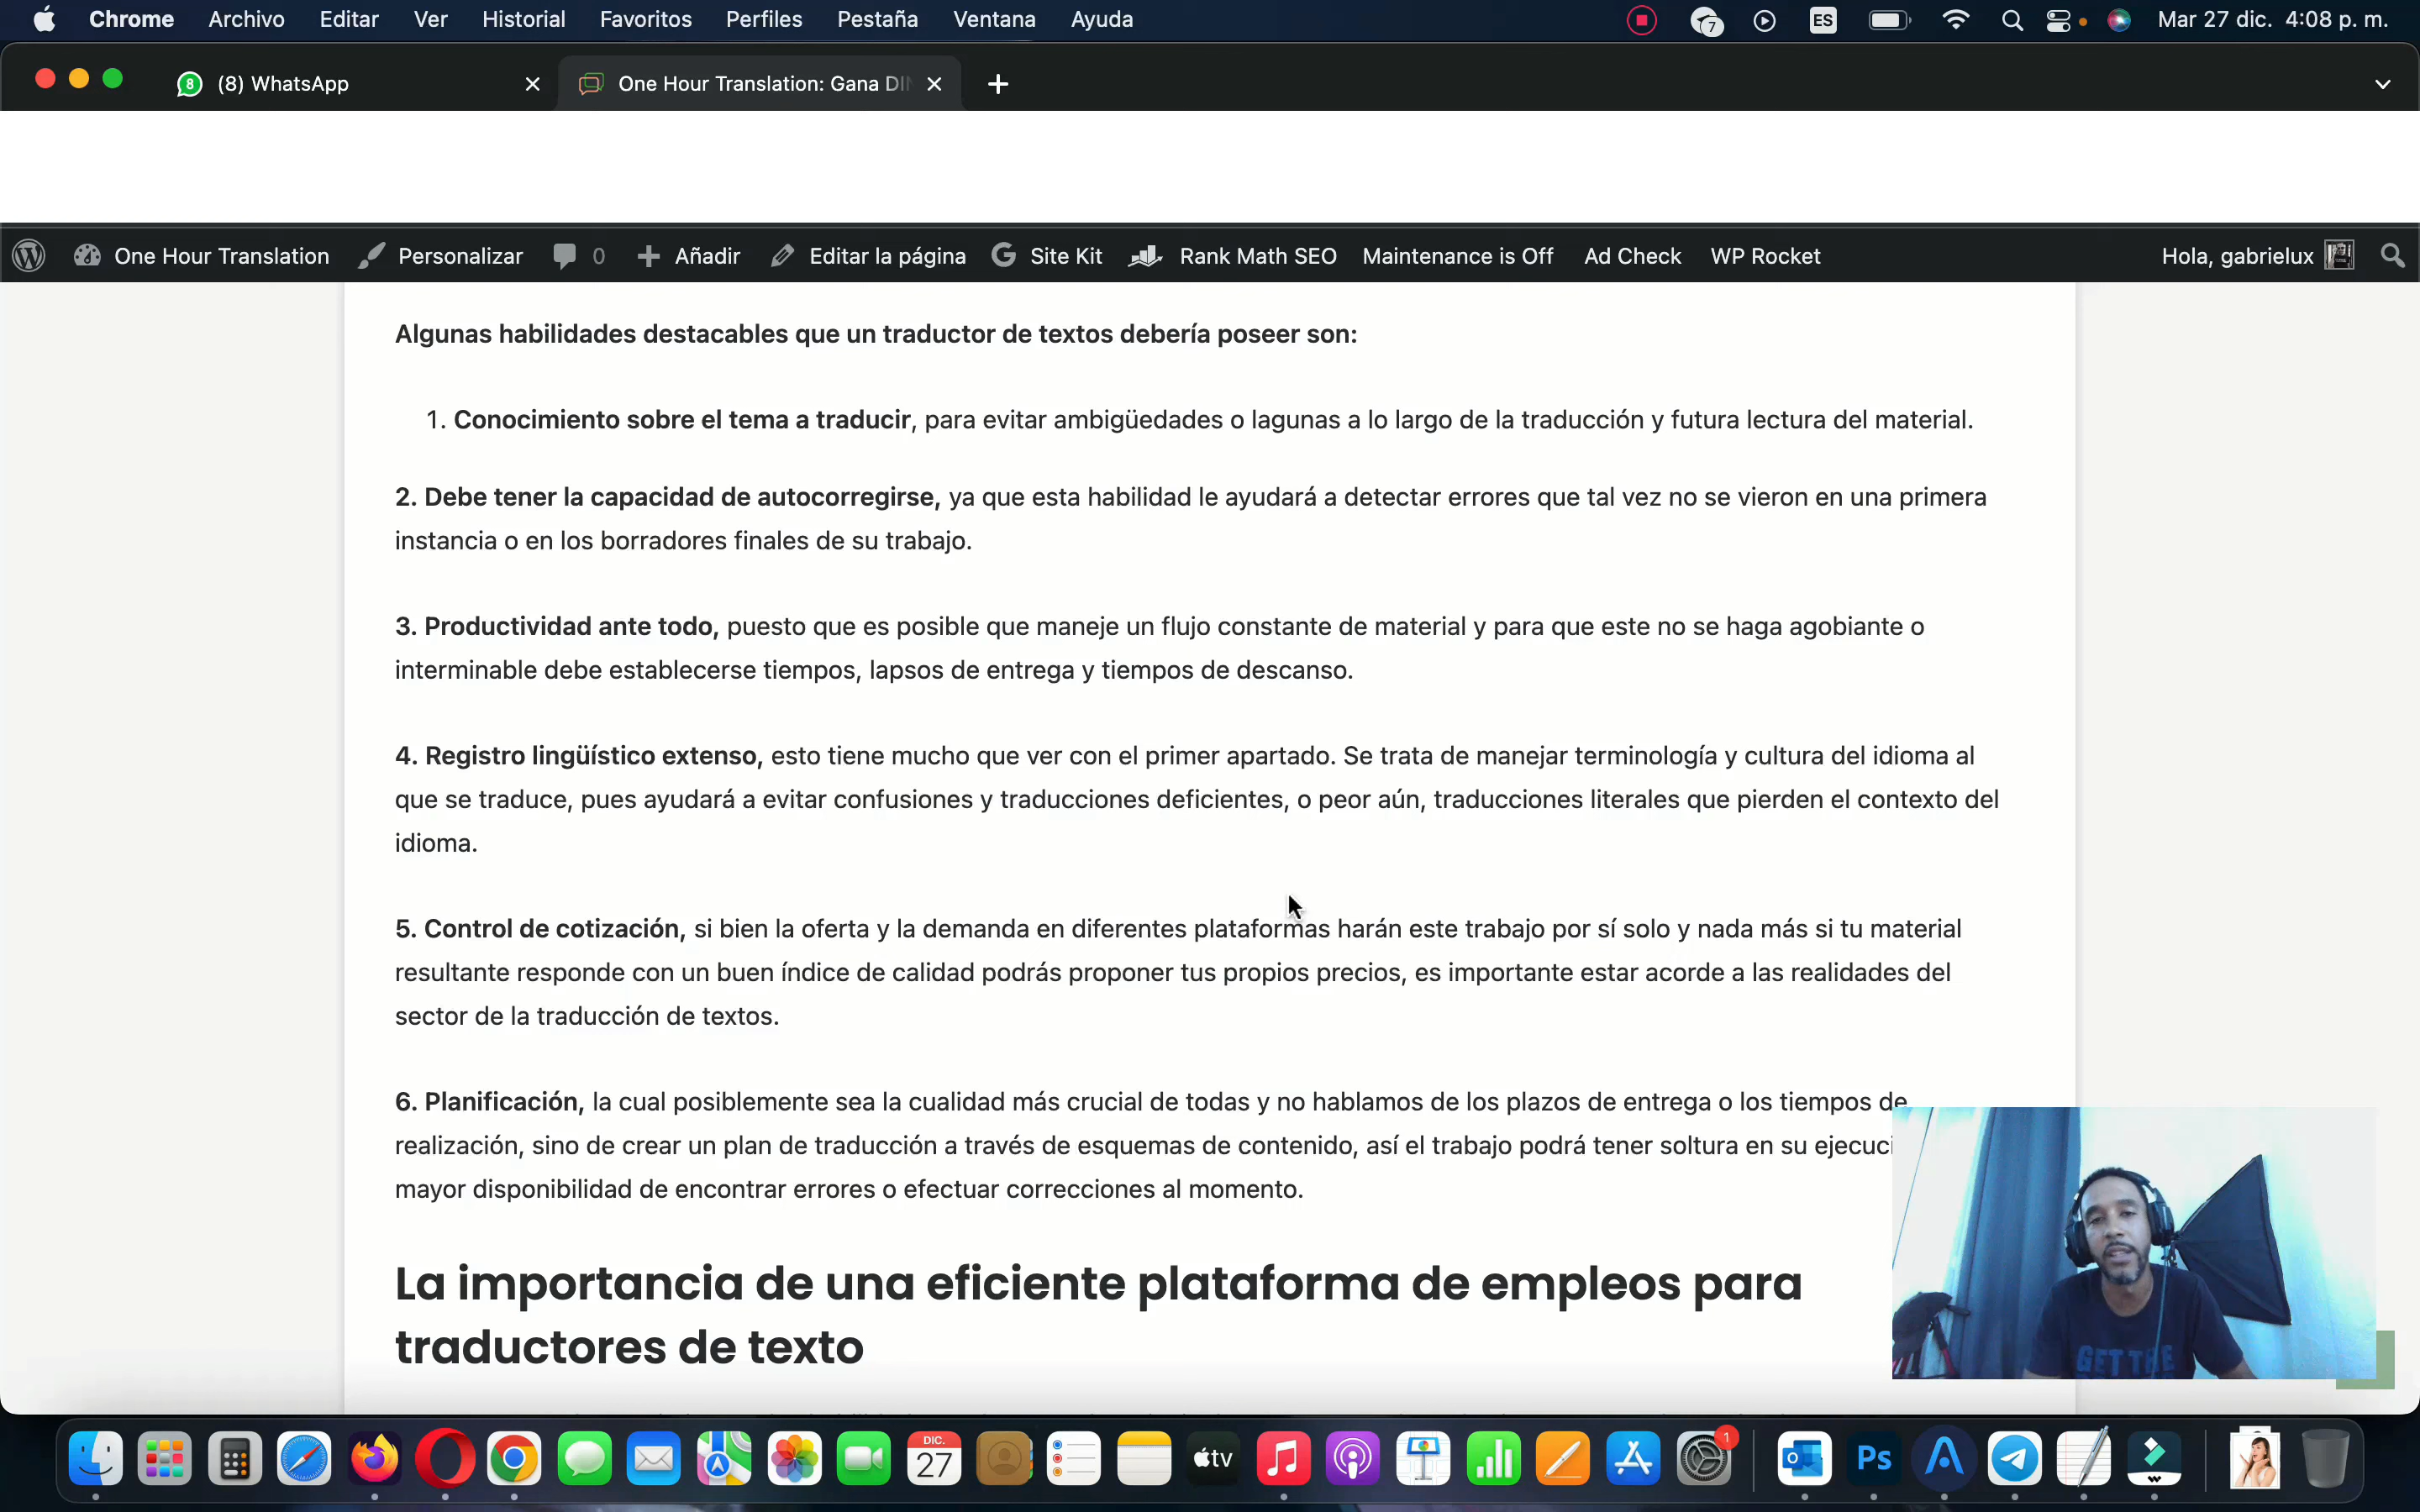 Chrome Archivo Editar Ver Historial Favoritos Perfiles Pestaña Ventana Ayuda 7 ES Mar 27 dic. 4:08 p. m.
8 (8) WhatsApp One Hour Translation: Gana DI
One Hour Translation Personalizar 0 Añadir Editar la página Site Kit Rank Math SEO Maintenance is Off Ad Check WP Rocket Hola, gabrielux
Algunas habilidades destacables que un traductor de textos debería poseer son:
1. Conocimiento sobre el tema a traducir, para evitar ambigüedades o lagunas a lo largo de la traducción y futura lectura del material.
2. Debe tener la capacidad de autocorregirse, ya que esta habilidad le ayudará a detectar errores que tal vez no se vieron en una primera
instancia o en los borradores finales de su trabajo.
3. Productividad ante todo, puesto que es posible que maneje un flujo constante de material y para que este no se haga agobiante o
interminable debe establecerse tiempos, lapsos de entrega y tiempos de descanso.
4. Registro lingüístico extenso, esto tiene mucho que ver con el primer apartado. Se trata de manejar terminología y cultura del idioma al
que se traduce, pues ayudará a evitar confusiones y traducciones deficientes, o peor aún, traducciones literales que pierden el contexto del
idioma.
5. Control de cotización, si bien la oferta y la demanda en diferentes plataformas harán este trabajo por sí solo y nada más si tu material
resultante responde con un buen índice de calidad podrás proponer tus propios precios, es importante estar acorde a las realidades del
sector de la traducción de textos.
6. Planificación, la cual posiblemente sea la cualidad más crucial de todas y no hablamos de los plazos de entrega o los tiempos de
realización, sino de crear un plan de traducción a través de esquemas de contenido, así el trabajo podrá tener soltura en su ejecuci
mayor disponibilidad de encontrar errores o efectuar correcciones al momento.
La importancia de una eficiente plataforma de empleos para
traductores de texto
GET THE
DIC.
27
tv
1
Ps